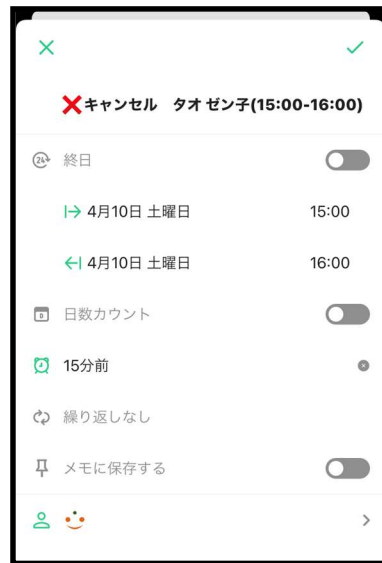 ❌キャンセル　タオ ゼン子(15:00-16:00)
24 終日
4月10日 土曜日 15:00
4月10日 土曜日 16:00
D 日数カウント
15分前
繰り返しなし
メモに保存する